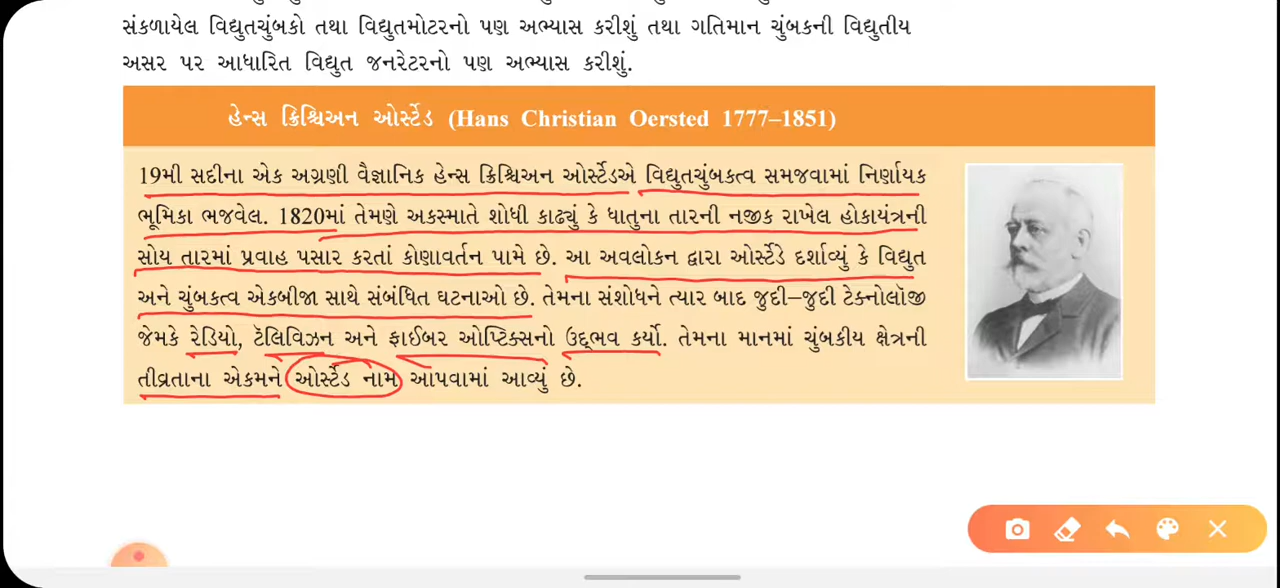 સંકળાયેલ વિદ્યુતચુંબકો તથા વિદ્યુતમોટરનો પણ અભ્યાસ કરીશું તથા ગતિમાન ચુંબકની વિદ્યુતીય
અસર પર આધારિત વિદ્યુત જનરેટરનો પણ અભ્યાસ કરીશું.
હેન્સ ક્રિશ્ચિઅન ઓર્સ્ટેડ (Hans Christian Oersted 1777–1851)
19મી સદીના એક અગ્રણી વૈજ્ઞાનિક હેન્સ ક્રિશ્ચિઅન ઓર્સ્ટેડએ વિદ્યુતચુંબકત્વ સમજવામાં નિર્ણાયક
ભૂમિકા ભજવેલ. 1820માં તેમણે અકસ્માતે શોધી કાઢ્યું કે ધાતુના તારની નજીક રાખેલ હોકાયંત્રની
સોય તારમાં પ્રવાહ પસાર કરતાં કોણાવર્તન પામે છે. આ અવલોકન દ્વારા ઓર્સ્ટેડે દર્શાવ્યું કે વિદ્યુત
અને ચુંબકત્વ એકબીજા સાથે સંબંધિત ઘટનાઓ છે. તેમના સંશોધને ત્યાર બાદ જુદી–જુદી ટેક્નોલૉજી
જેમકે રેડિયો, ટૅલિવિઝન અને ફાઈબર ઓપ્ટિક્સનો ઉદ્દભવ કર્યો. તેમના માનમાં ચુંબકીય ક્ષેત્રની
તીવ્રતાના એકમને ઓર્સ્ટેડ નામ આપવામાં આવ્યું છે.